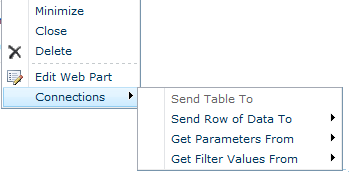 Minimize
Close
Delete
Edit Web Part
Connections
Send Table To
Send Row of Data To
Get Parameters From
Get Filter Values From